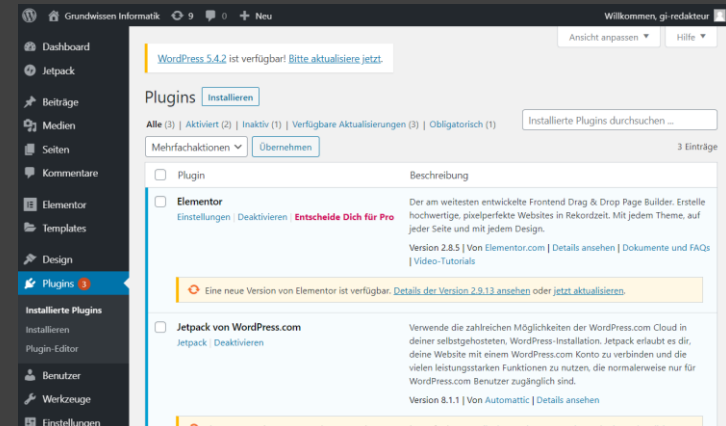 Grundwissen Informatik 9 0 + Neu Willkommen, gi-redakteur
Ansicht anpassen ▼ Hilfe ▼
Dashboard
Jetpack
Beiträge
Medien
Seiten
Kommentare
Elementor
Templates
Design
Plugins 3
Installierte Plugins
Installieren
Plugin-Editor
Benutzer
Werkzeuge
Einstellungen
WordPress 5.4.2 ist verfügbar! Bitte aktualisiere jetzt.
Plugins Installieren
Alle (3) | Aktiviert (2) | Inaktiv (1) | Verfügbare Aktualisierungen (3) | Obligatorisch (1)
Installierte Plugins durchsuchen ...
Mehrfachaktionen Übernehmen 3 Einträge
Plugin Beschreibung
Elementor
Einstellungen | Deaktivieren | Entscheide Dich für Pro
Der am weitesten entwickelte Frontend Drag & Drop Page Builder. Erstelle
hochwertige, pixelperfekte Websites in Rekordzeit. Mit jedem Theme, auf
jeder Seite und mit jedem Design.
Version 2.8.5 | Von Elementor.com | Details ansehen | Dokumente und FAQs
| Video-Tutorials
Eine neue Version von Elementor ist verfügbar. Details der Version 2.9.13 ansehen oder jetzt aktualisieren.
Jetpack von WordPress.com
Jetpack | Deaktivieren
Verwende die zahlreichen Möglichkeiten der WordPress.com Cloud in
deiner selbstgehosteten, WordPress-Installation. Jetpack erlaubt es dir,
deine Website mit einem WordPress.com Konto zu verbinden und die
vielen leistungsstarken Funktionen zu nutzen, die normalerweise nur für
WordPress.com Benutzer zugänglich sind.
Version 8.1.1 | Von Automattic | Details ansehen